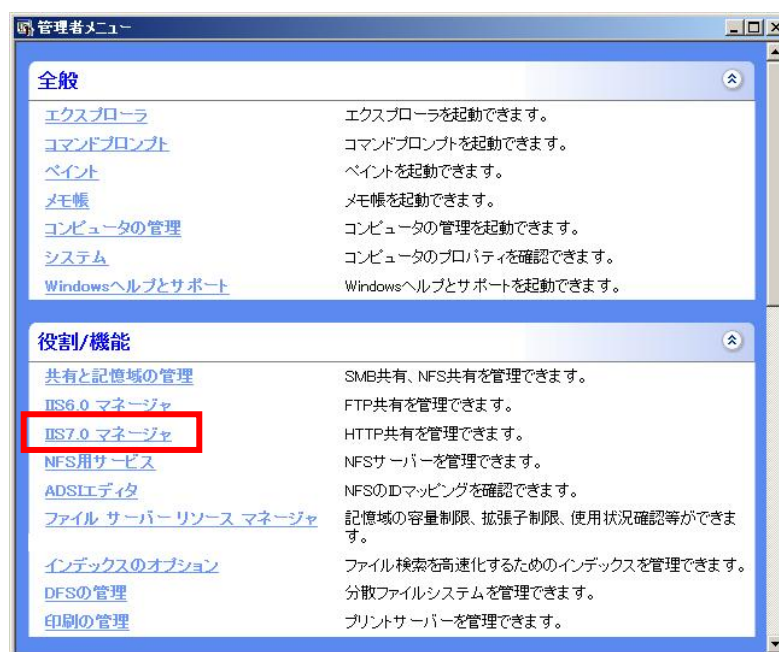 管理者メニュー
全般
エクスプローラ エクスプローラを起動できます。
コマンドプロンプト コマンドプロンプトを起動できます。
ペイント ペイントを起動できます。
メモ帳 メモ帳を起動できます。
コンピュータの管理 コンピュータの管理を起動できます。
システム コンピュータのプロパティを確認できます。
Windowsヘルプとサポート Windowsヘルプとサポートを起動できます。
役割/機能
共有と記憶域の管理 SMB共有、NFS共有を管理できます。
IIS6.0 マネージャ FTP共有を管理できます。
IIS7.0 マネージャ HTTP共有を管理できます。
NFS用サービス NFSサーバーを管理できます。
ADSIエディタ NFSのIDマッピングを確認できます。
ファイル サーバー リソース マネージャ 記憶域の容量制限、拡張子制限、使用状況確認等ができま
す。
インデックスのオプション ファイル検索を高速化するためのインデックスを管理できます。
DFSの管理 分散ファイルシステムを管理できます。
印刷の管理 プリントサーバーを管理できます。